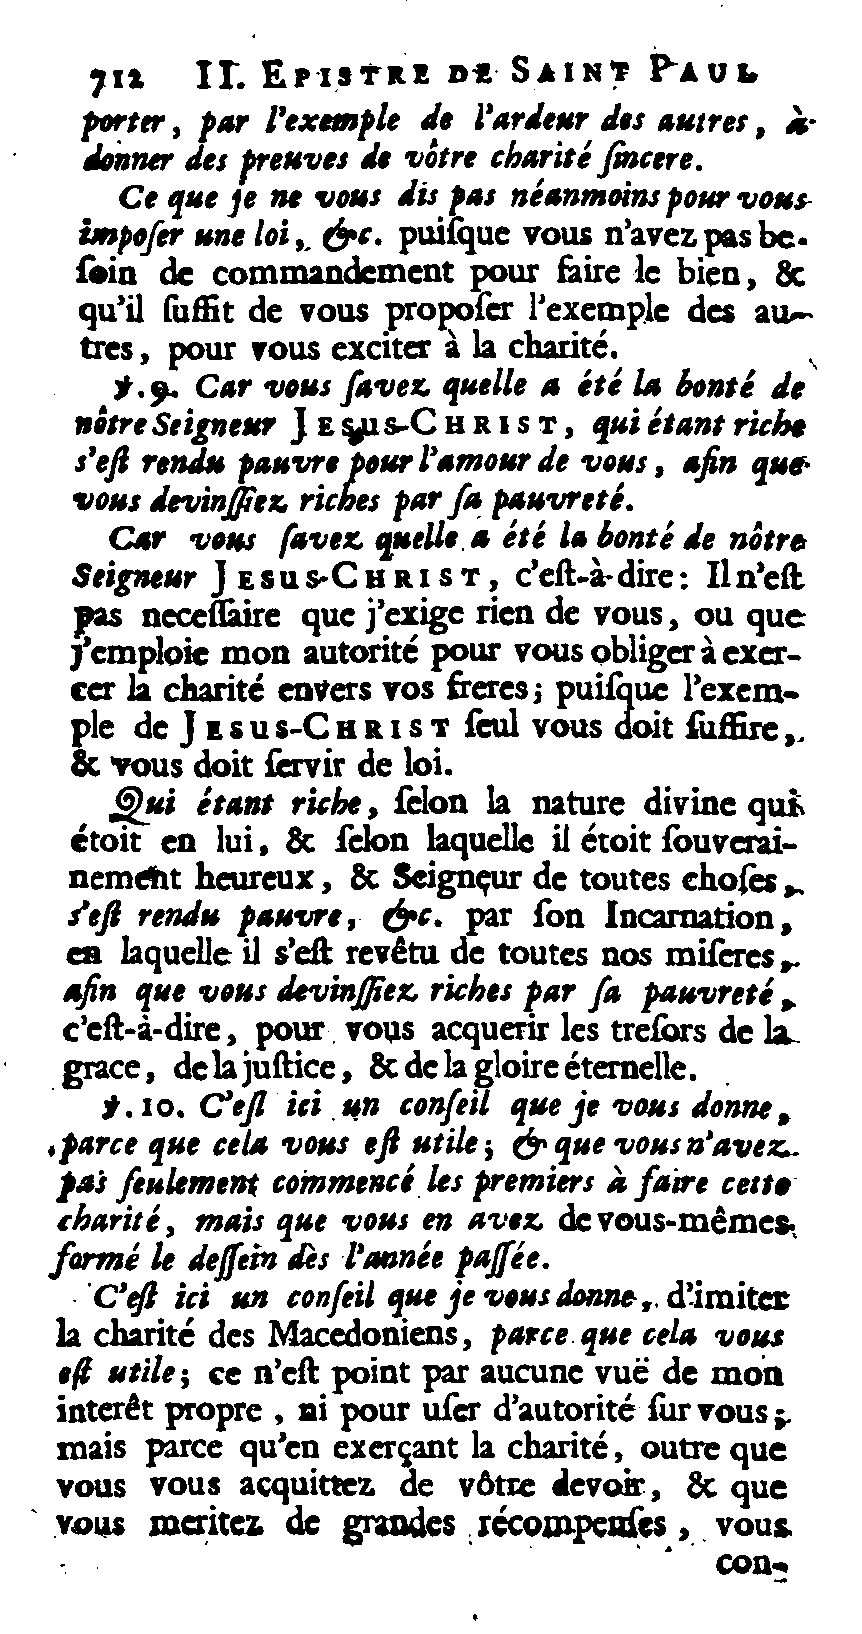 712 II. EPISTRE DE SAINT PAUL
porter, par l'exemple de l'ardeur des autres, à
donner des preuves de vôtre charité ſincere.
Ce que je ne vous dis pas néanmoins pour vous
impoſer une loi, &c. puiſque vous n'avez pas be-
ſoin de commandement pour faire le bien, &
qu'il ſuffit de vous propoſer l'exemple des au-
tres, pour vous exciter à la charité.
℣. 9. Car vous ſavez quelle a été la bonté de
nôtre Seigneur JESUS-CHRIST, qui étant riche
s'eſt rendu pauvre pour l'amour de vous, afin que
vous devinſſiez riches par ſa pauvreté.
Car vous ſavez quelle a été la bonté de nôtre
Seigneur JESUS-CHRIST, c'eſt-à-dire: Il n'eſt
pas neceſſaire que j'exige rien de vous, ou que
j'emploie mon autorité pour vous obliger à exer-
cer la charité envers vos freres; puiſque l'exem-
ple de JESUS-CHRIST ſeul vous doit ſuffire,
& vous doit ſervir de loi.
Qui étant riche, ſelon la nature divine qui
étoit en lui, & ſelon laquelle il étoit ſouverai-
nement heureux, & Seigneur de toutes choſes,
s'eſt rendu pauvre, &c. par ſon Incarnation,
en laquelle il s'eſt revêtu de toutes nos miſeres,
afin que vous devinſſiez riches par ſa pauvreté,
c'eſt-à-dire, pour vous acquerir les treſors de la
grace, de la juſtice, & de la gloire éternelle.
℣. 10. C'eſt ici un conſeil que je vous donne,
parce que cela vous eſt utile; & que vous n'avez
pas ſeulement commencé les premiers à faire cette
charité, mais que vous en avez de vous-mêmes
formé le deſſein dès l'année paſſée.
C'eſt ici un conſeil que je vous donne, d'imiter
la charité des Macedoniens, parce que cela vous
eſt utile; ce n'eſt point par aucune vuë de mon
interêt propre, ni pour uſer d'autorité ſur vous;
mais parce qu'en exerçant la charité, outre que
vous vous acquittez de vôtre devoir, & que
vous meritez de grandes récompenſes, vous
con-